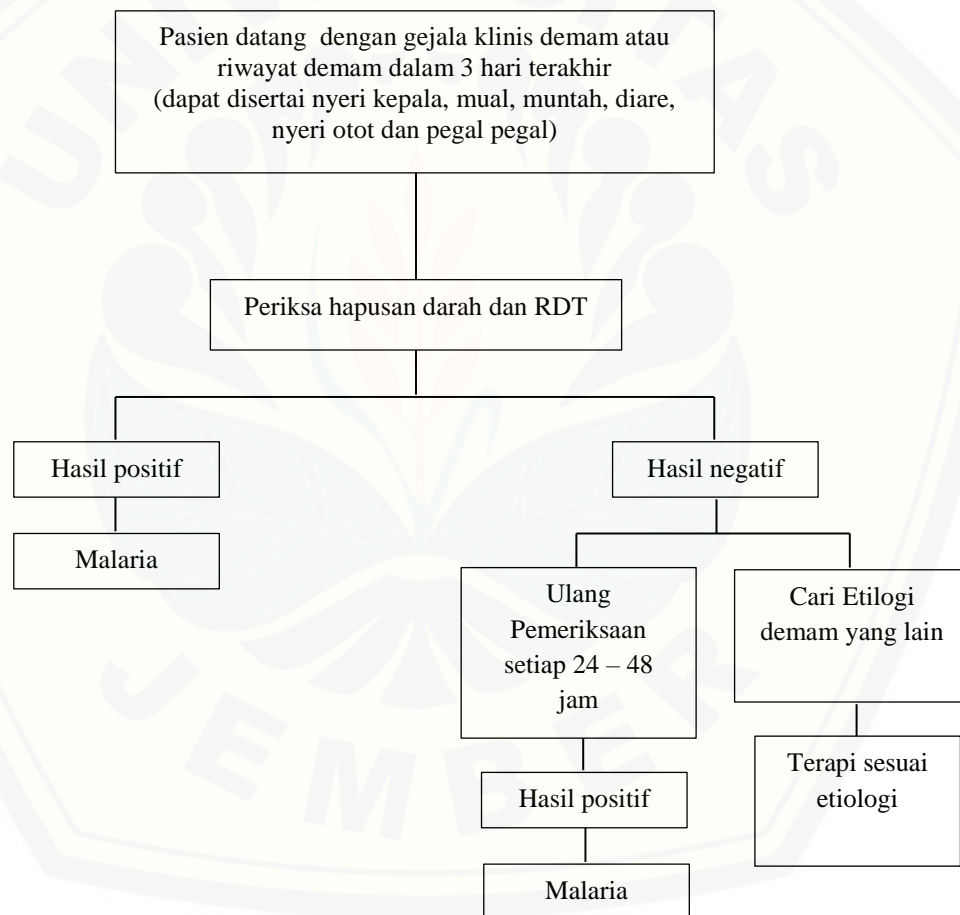 Pasien datang dengan gejala klinis demam atau
riwayat demam dalam 3 hari terakhir
(dapat disertai nyeri kepala, mual, muntah, diare,
nyeri otot dan pegal pegal)
Periksa hapusan darah dan RDT
Hasil positif
Hasil negatif
Malaria
Ulang
Pemeriksaan
setiap 24 – 48
jam
Cari Etilogi
demam yang lain
Hasil positif
Terapi sesuai
etiologi
Malaria
UNIVERSITAS
JEMBER